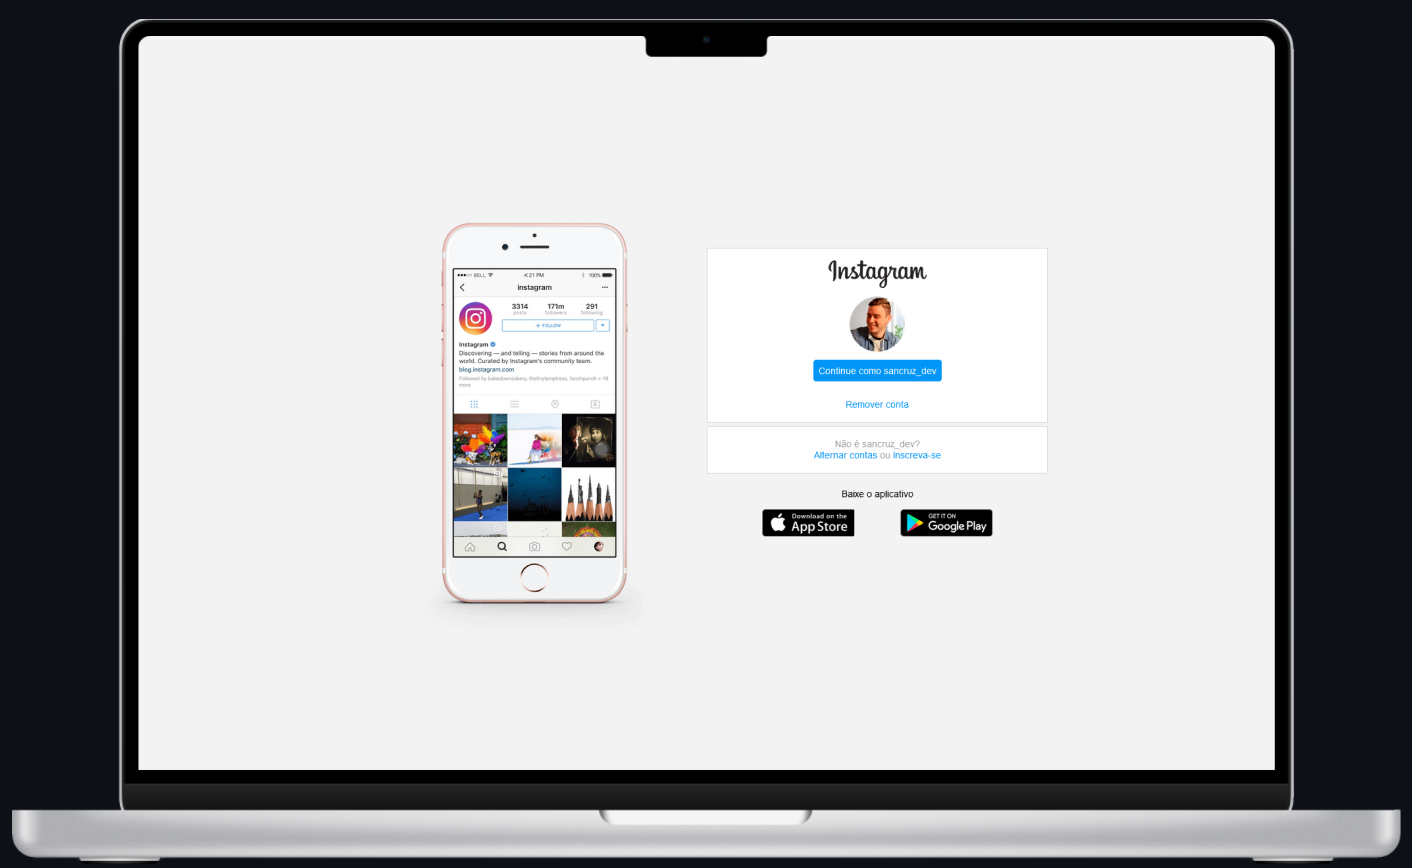 BELL 4:21 PM 100%
instagram
3314 171m 291
posts followers following
+ FOLLOW
Instagram
Discovering — and telling — stories from around the
world. Curated by Instagram's community team.
blog.instagram.com
Followed by bakedowncakery, thetinytemptress, lunchpunch + 18
more
Instagram
Continue como sancruz_dev
Remover conta
Não é sancruz_dev?
Alternar contas ou Inscreva-se
Baixe o aplicativo
Download on the
App Store
GET IT ON
Google Play